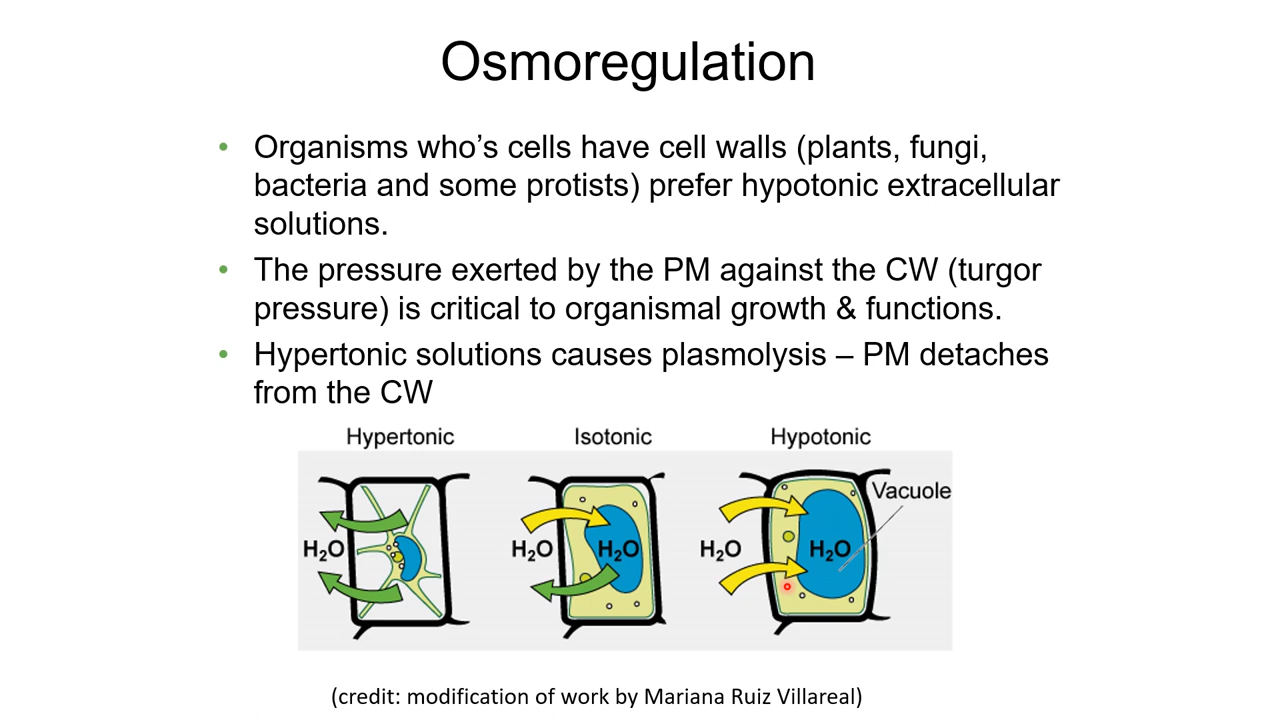 Osmoregulation
• Organisms who's cells have cell walls (plants, fungi,
bacteria and some protists) prefer hypotonic extracellular
solutions.
• The pressure exerted by the PM against the CW (turgor
pressure) is critical to organismal growth & functions.
• Hypertonic solutions causes plasmolysis – PM detaches
from the CW
Hypertonic Isotonic Hypotonic
Vacuole
H₂O H₂O H₂O H₂O H₂O
(credit: modification of work by Mariana Ruiz Villareal)